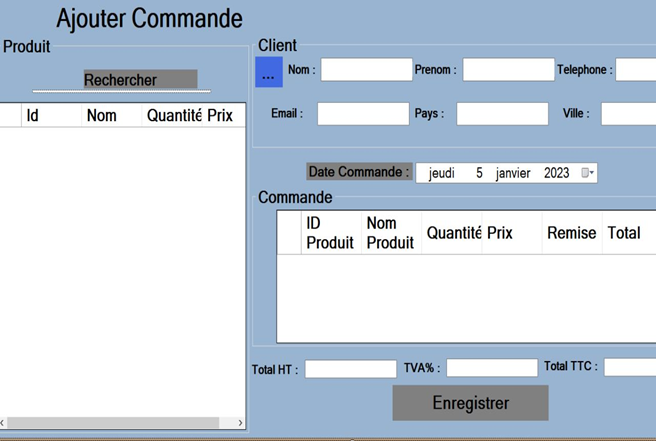 Ajouter Commande
Produit
Rechercher
Id Nom Quantité Prix
Client
... Nom : Prenom : Telephone :
Email : Pays : Ville :
Date Commande : jeudi 5 janvier 2023
Commande
ID Produit Nom Produit Quantité Prix Remise Total
Total HT : TVA% : Total TTC :
Enregistrer